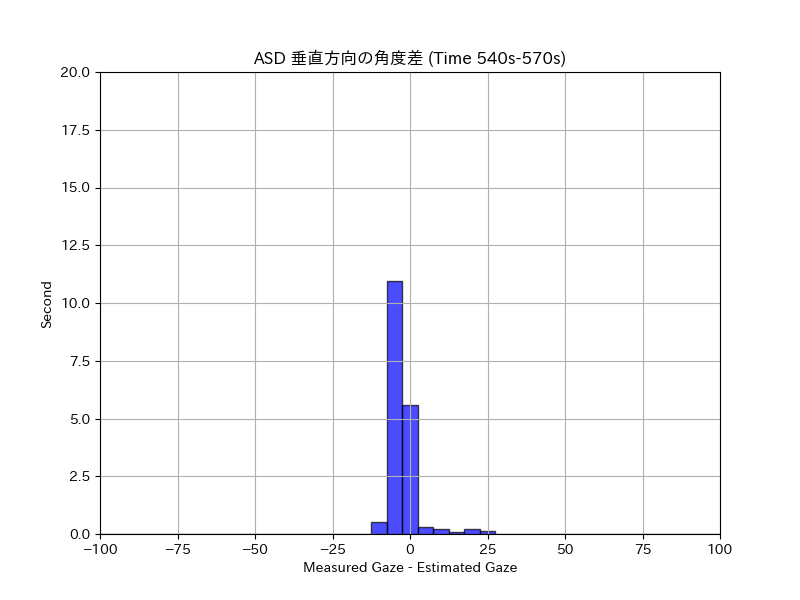 ASD 垂直方向の角度差 (Time 540s-570s)
20.0
17.5
15.0
12.5
10.0
7.5
5.0
2.5
0.0
Second
−100 −75 −50 −25 0 25 50 75 100
Measured Gaze - Estimated Gaze